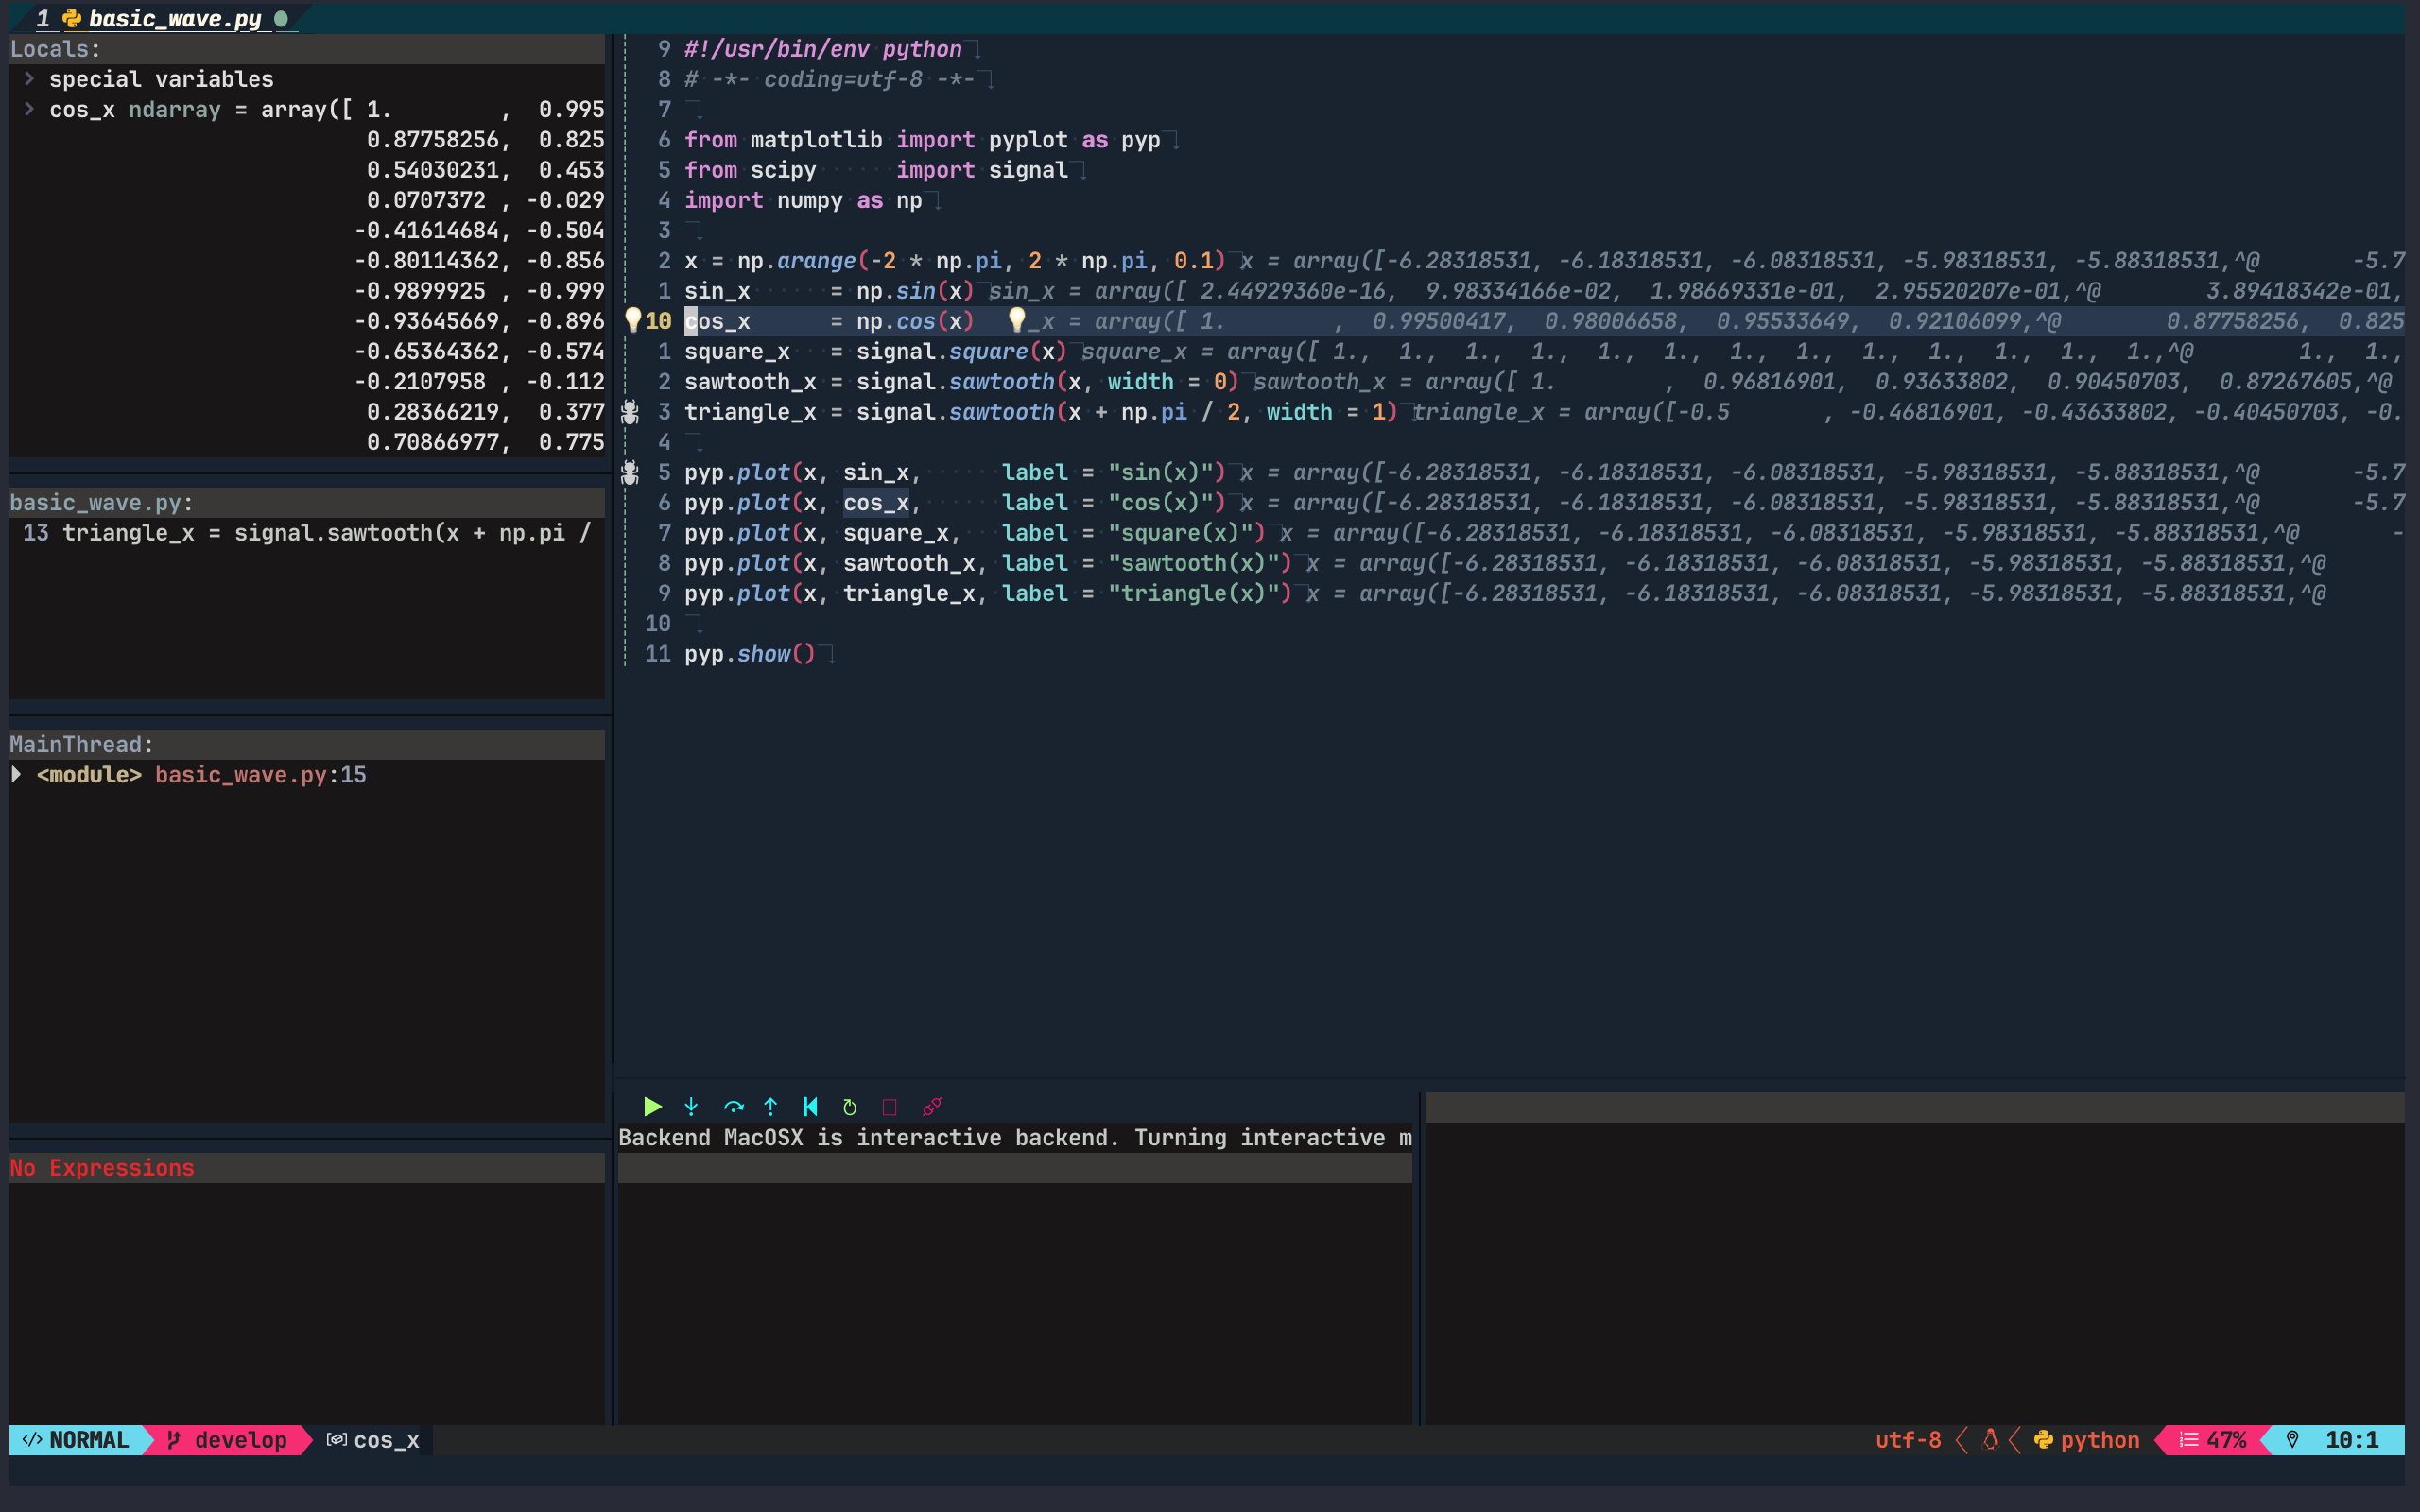 1 basic_wave.py
Locals:
> special variables
> cos_x ndarray = array([ 1.        ,  0.995
0.87758256,  0.825
0.54030231,  0.453
0.0707372 , -0.029
-0.41614684, -0.504
-0.80114362, -0.856
-0.9899925 , -0.999
-0.93645669, -0.896
-0.65364362, -0.574
-0.2107958 , -0.112
0.28366219,  0.377
0.70866977,  0.775
basic_wave.py:
13 triangle_x = signal.sawtooth(x + np.pi /
MainThread:
<module> basic_wave.py:15
No Expressions
9 #!/usr/bin/env python
8 # -*- coding=utf-8 -*-
7
6 from matplotlib import pyplot as pyp
5 from scipy      import signal
4 import numpy as np
3
2 x = np.arange(-2 * np.pi, 2 * np.pi, 0.1) x = array([-6.28318531, -6.18318531, -6.08318531, -5.98318531, -5.88318531,^@       -5.7
1 sin_x      = np.sin(x) sin_x = array([ 2.44929360e-16,  9.98334166e-02,  1.98669331e-01,  2.95520207e-01,^@        3.89418342e-01,
10 cos_x      = np.cos(x) _x = array([ 1.        ,  0.99500417,  0.98006658,  0.95533649,  0.92106099,^@        0.87758256,  0.825
1 square_x   = signal.square(x) square_x = array([ 1.,  1.,  1.,  1.,  1.,  1.,  1.,  1.,  1.,  1.,  1.,  1.,  1.,^@        1.,  1.,
2 sawtooth_x = signal.sawtooth(x, width = 0) sawtooth_x = array([ 1.        ,  0.96816901,  0.93633802,  0.90450703,  0.87267605,^@
3 triangle_x = signal.sawtooth(x + np.pi / 2, width = 1) triangle_x = array([-0.5       , -0.46816901, -0.43633802, -0.40450703, -0.
4
5 pyp.plot(x, sin_x,      label = "sin(x)") x = array([-6.28318531, -6.18318531, -6.08318531, -5.98318531, -5.88318531,^@       -5.7
6 pyp.plot(x, cos_x,      label = "cos(x)") x = array([-6.28318531, -6.18318531, -6.08318531, -5.98318531, -5.88318531,^@       -5.7
7 pyp.plot(x, square_x,   label = "square(x)") x = array([-6.28318531, -6.18318531, -6.08318531, -5.98318531, -5.88318531,^@       -
8 pyp.plot(x, sawtooth_x, label = "sawtooth(x)") x = array([-6.28318531, -6.18318531, -6.08318531, -5.98318531, -5.88318531,^@
9 pyp.plot(x, triangle_x, label = "triangle(x)") x = array([-6.28318531, -6.18318531, -6.08318531, -5.98318531, -5.88318531,^@
10
11 pyp.show()
Backend MacOSX is interactive backend. Turning interactive m
NORMAL develop cos_x utf-8 python 47% 10:1